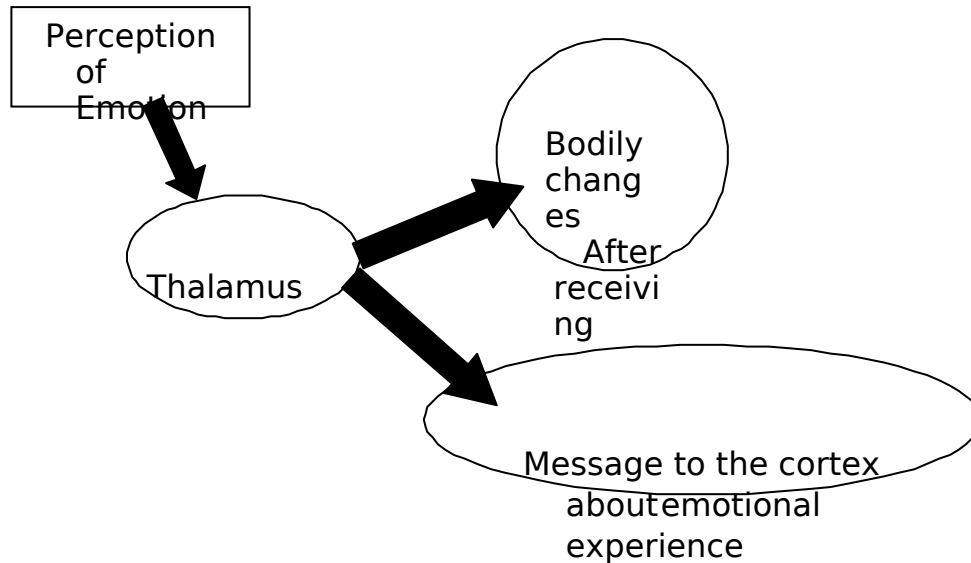 Perception
of
Emotion
Bodily
chang
es
After
receivi
ng
Thalamus
Message to the cortex
aboutemotional
experience